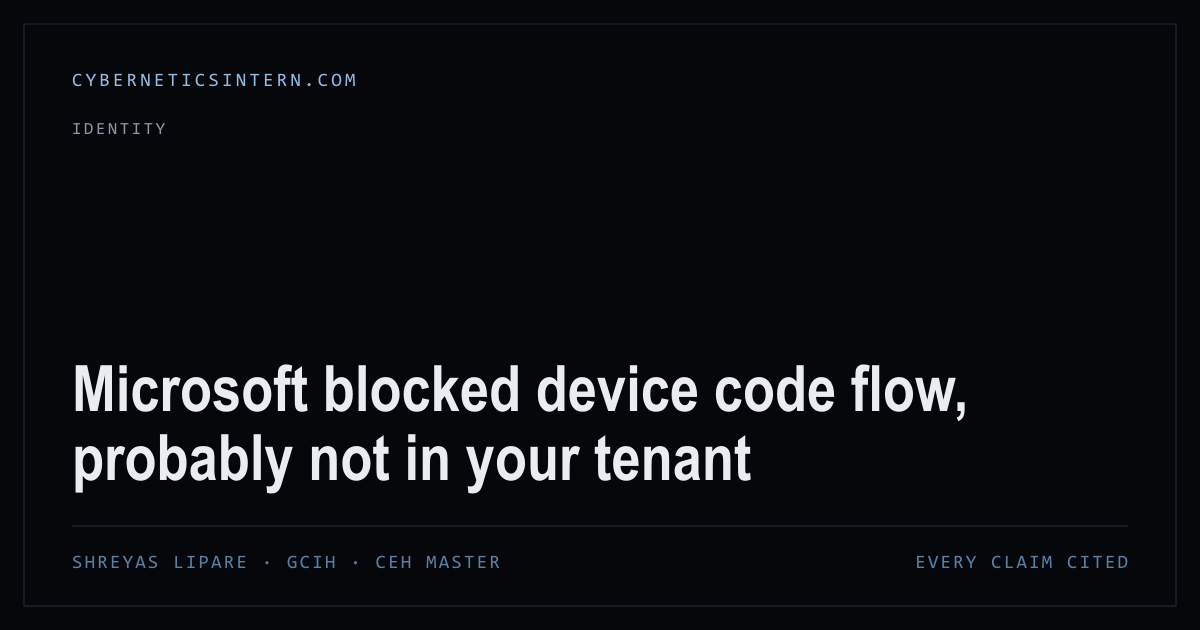 CYBERNETICSINTERN.COM
IDENTITY
Microsoft blocked device code flow,
probably not in your tenant
SHREYAS LIPARE · GCIH · CEH MASTER
EVERY CLAIM CITED